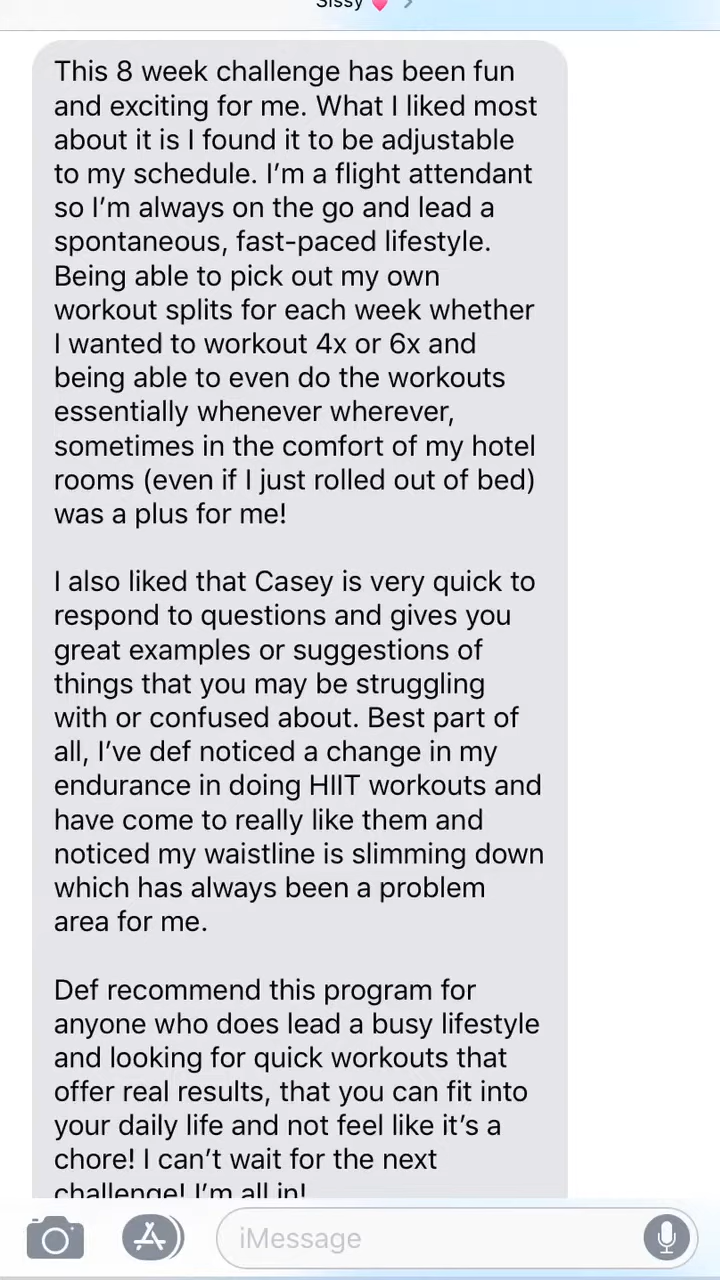 Sissy 💕 >
This 8 week challenge has been fun
and exciting for me. What I liked most
about it is I found it to be adjustable
to my schedule. I'm a flight attendant
so I'm always on the go and lead a
spontaneous, fast-paced lifestyle.
Being able to pick out my own
workout splits for each week whether
I wanted to workout 4x or 6x and
being able to even do the workouts
essentially whenever wherever,
sometimes in the comfort of my hotel
rooms (even if I just rolled out of bed)
was a plus for me!
I also liked that Casey is very quick to
respond to questions and gives you
great examples or suggestions of
things that you may be struggling
with or confused about. Best part of
all, I've def noticed a change in my
endurance in doing HIIT workouts and
have come to really like them and
noticed my waistline is slimming down
which has always been a problem
area for me.
Def recommend this program for
anyone who does lead a busy lifestyle
and looking for quick workouts that
offer real results, that you can fit into
your daily life and not feel like it's a
chore! I can't wait for the next
challenge! I'm all in!
iMessage